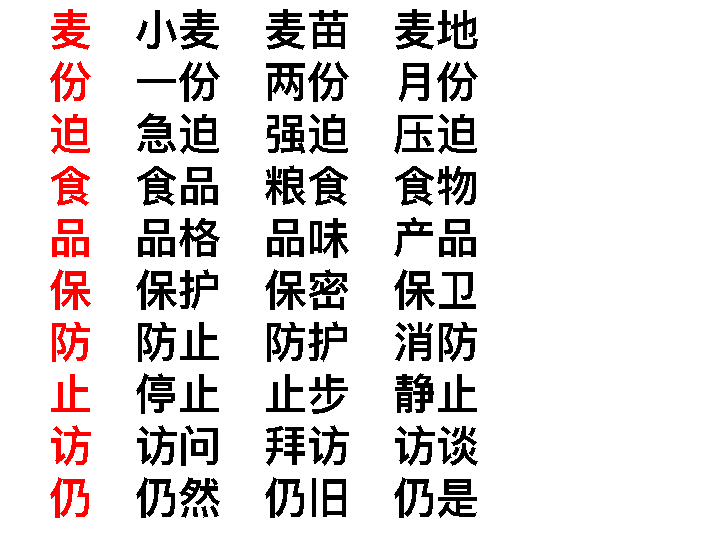 麦 小麦 麦苗 麦地
份 一份 两份 月份
迫 急迫 强迫 压迫
食 食品 粮食 食物
品 品格 品味 产品
保 保护 保密 保卫
防 防止 防护 消防
止 停止 止步 静止
访 访问 拜访 访谈
仍 仍然 仍旧 仍是